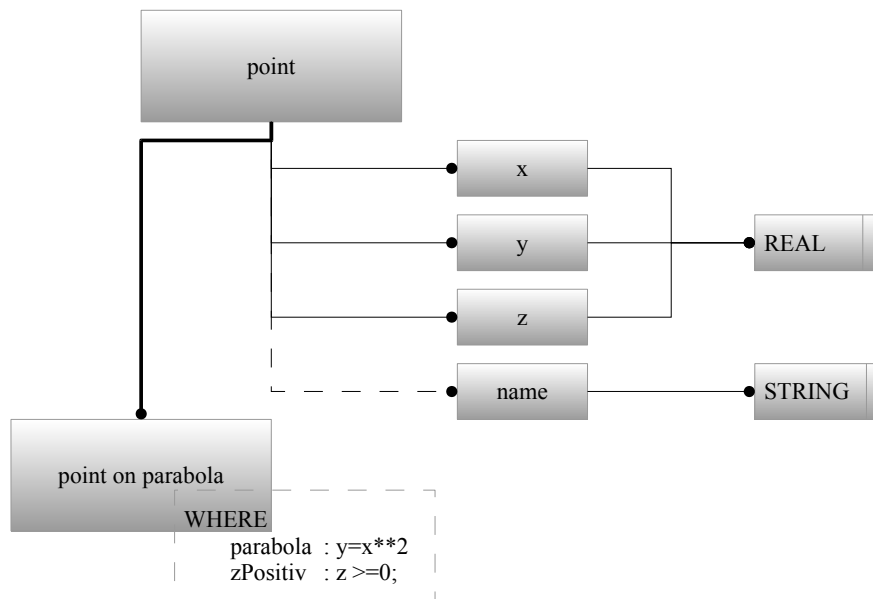 point
x
y
REAL
z
name
STRING
point on parabola
WHERE
parabola : y=x**2
zPositiv : z >=0;